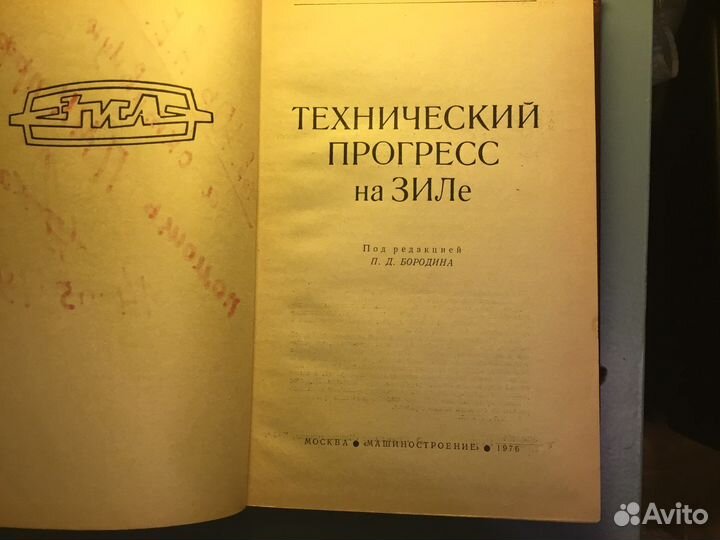 ЗИЛ
ТЕХНИЧЕСКИЙ
ПРОГРЕСС
на ЗИЛе
Под редакцией
П. Д. БОРОДИНА
МОСКВА ● «МАШИНОСТРОЕНИЕ» ● 1976
Avito